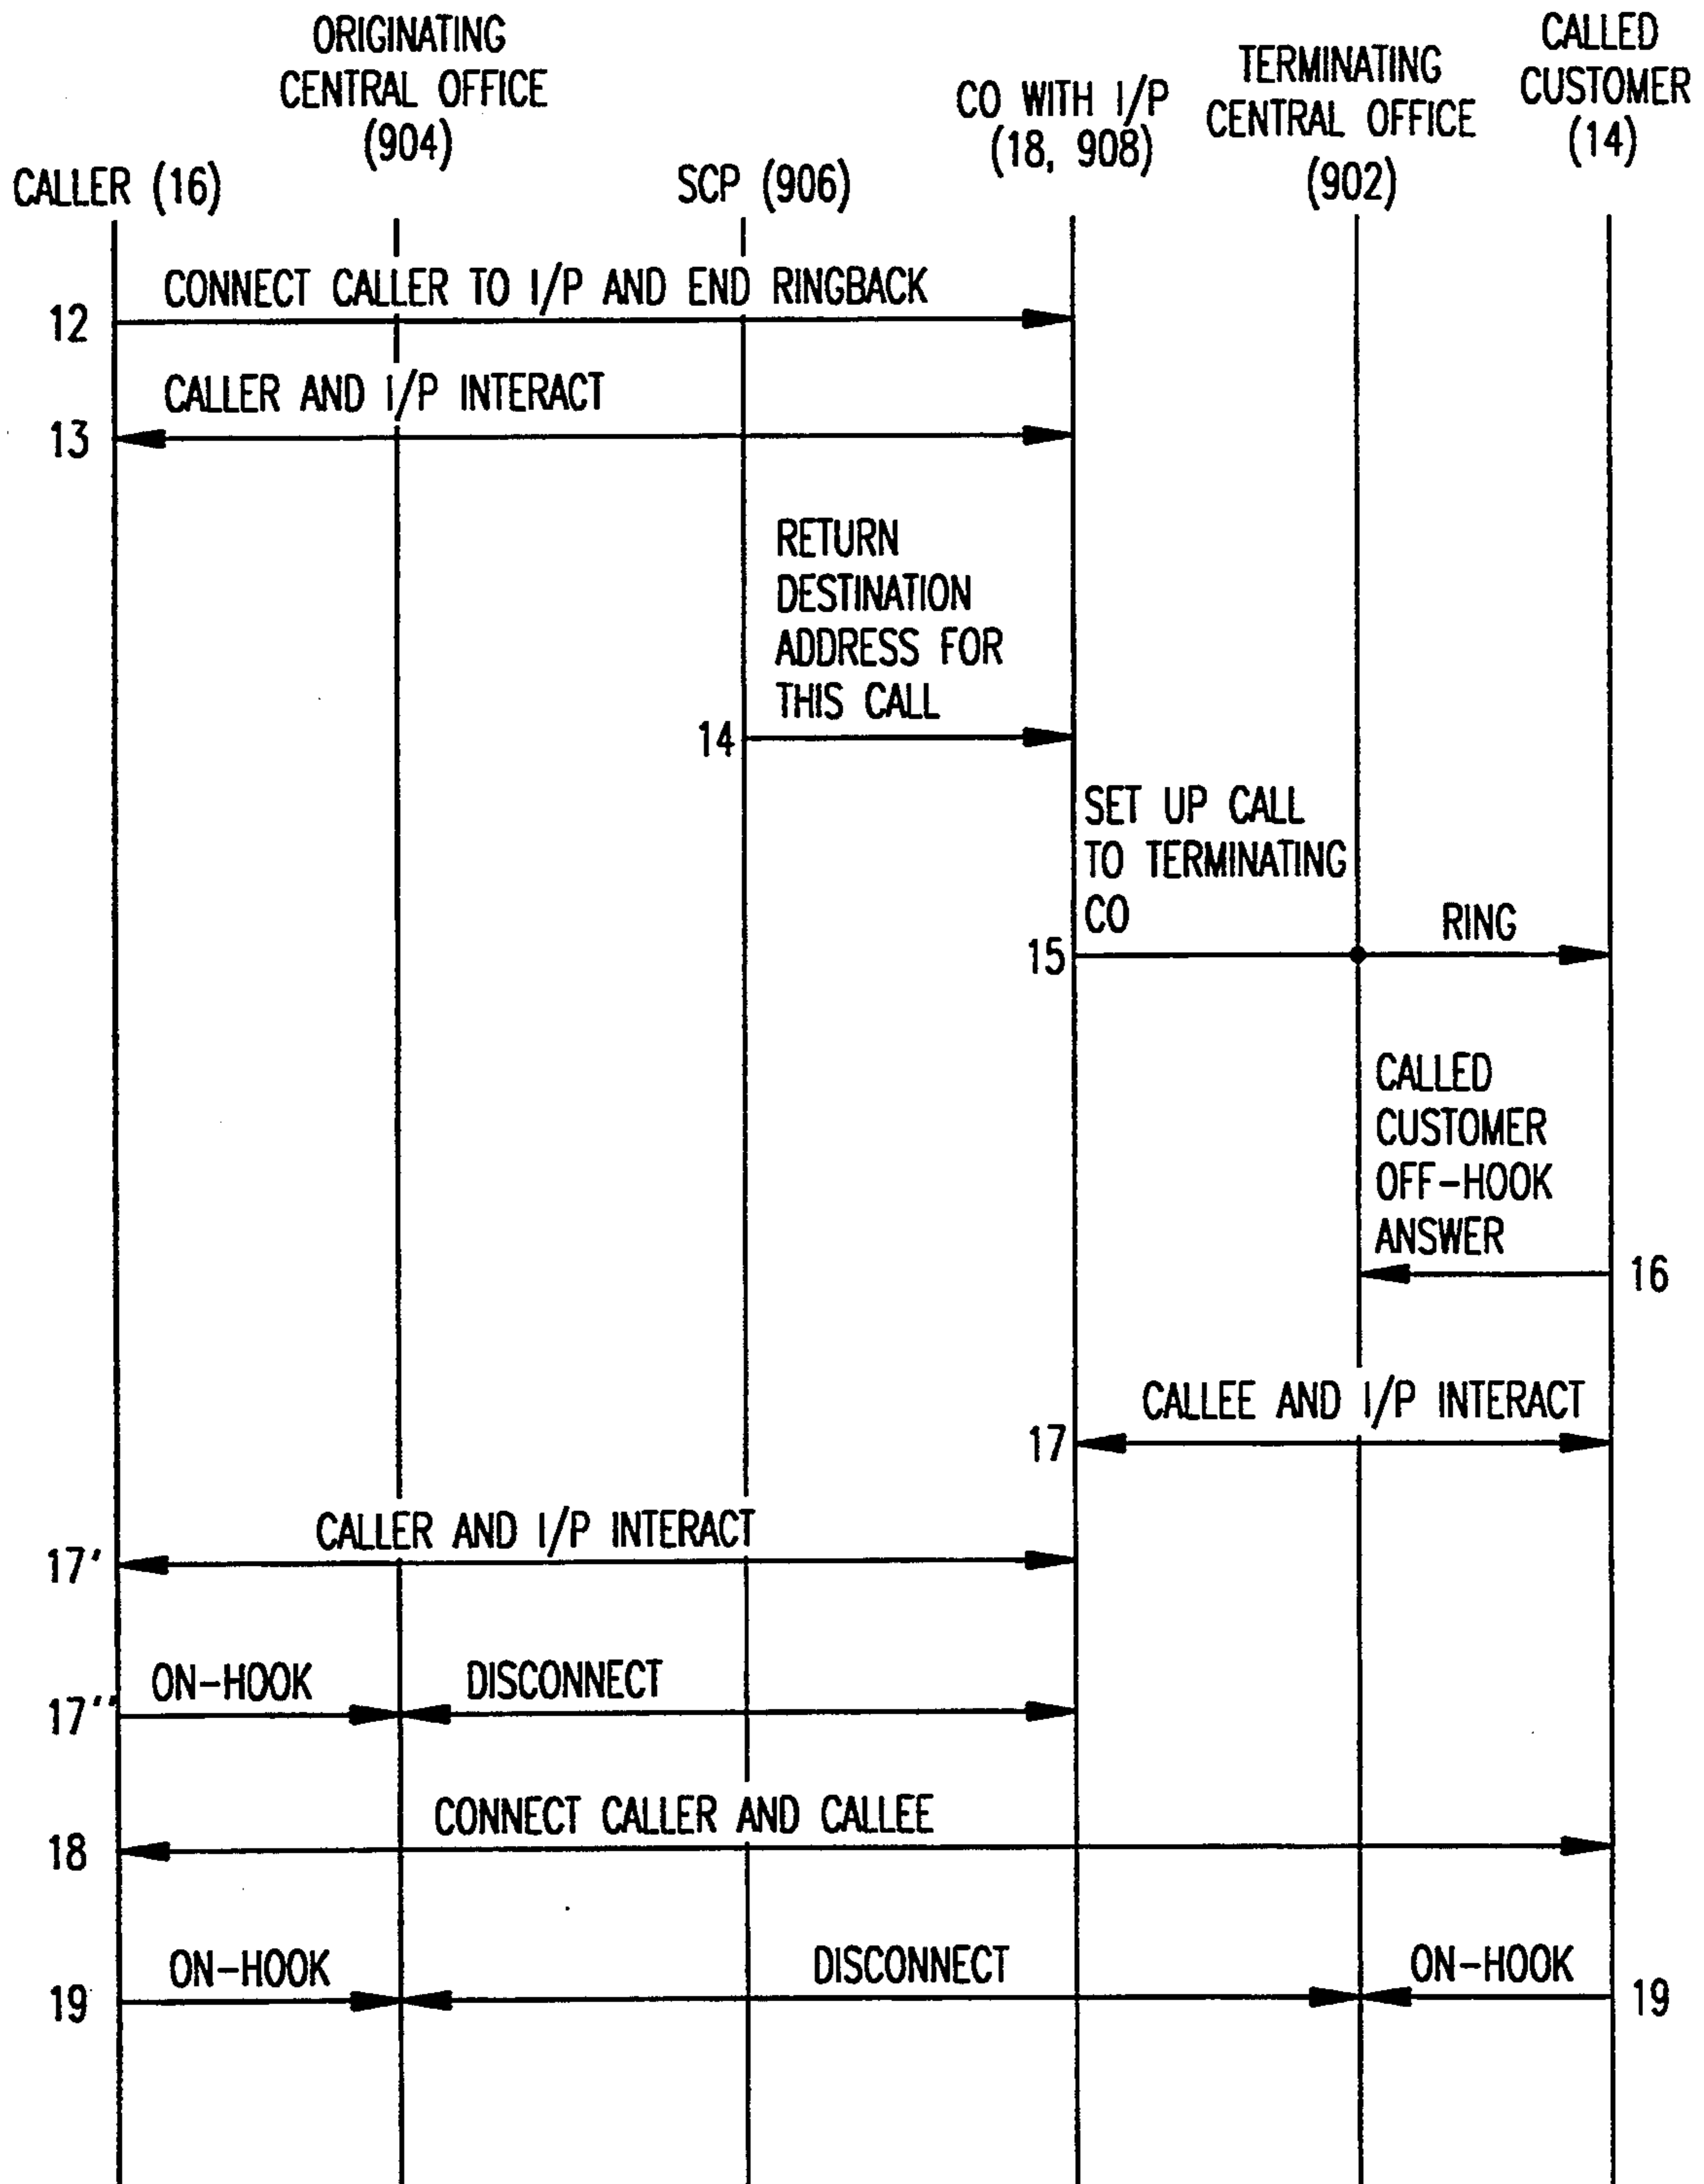 ORIGINATING
CENTRAL OFFICE
(904)
CALLER (16)
SCP (906)
CO WITH I/P
(18, 908)
TERMINATING
CENTRAL OFFICE
(902)
CALLED
CUSTOMER
(14)
CONNECT CALLER TO I/P AND END RINGBACK
12
CALLER AND I/P INTERACT
13
RETURN
DESTINATION
ADDRESS FOR
THIS CALL
14
SET UP CALL
TO TERMINATING
CO
RING
15
CALLED
CUSTOMER
OFF-HOOK
ANSWER
16
CALLEE AND I/P INTERACT
17
CALLER AND I/P INTERACT
17'
ON-HOOK
DISCONNECT
17''
CONNECT CALLER AND CALLEE
18
ON-HOOK
DISCONNECT
ON-HOOK
19
19